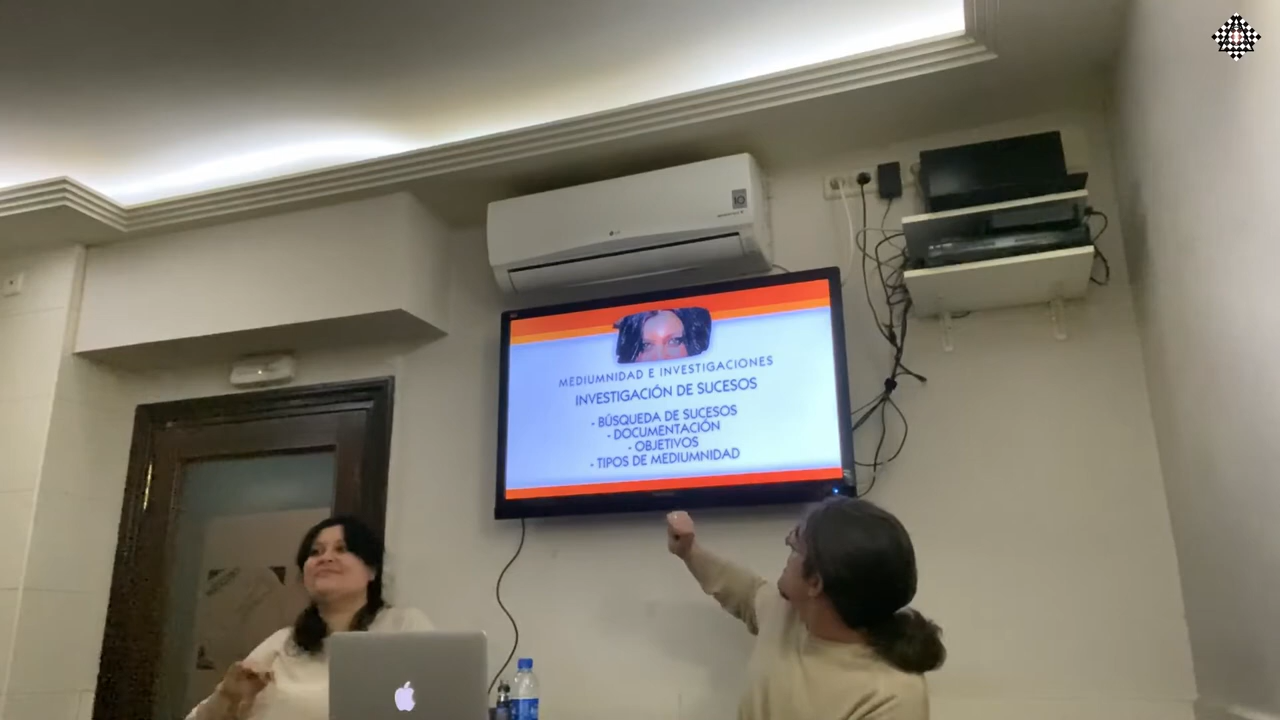 MEDIUMNIDAD E INVESTIGACIONES
INVESTIGACIÓN DE SUCESOS
- BÚSQUEDA DE SUCESOS
- DOCUMENTACIÓN
- OBJETIVOS
- TIPOS DE MEDIUMNIDAD
LG